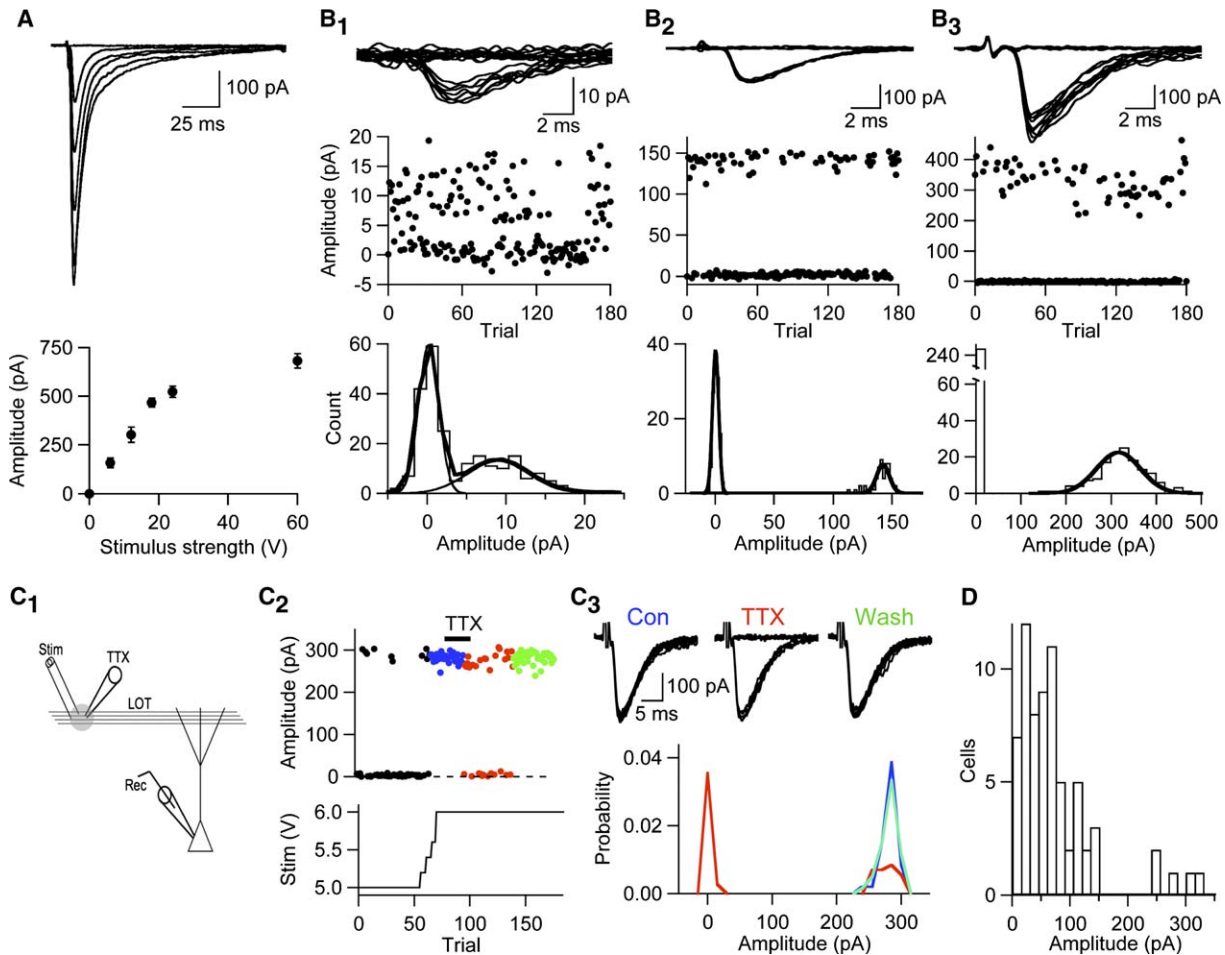 A
100 pA
25 ms
Amplitude (pA)
750
500
250
0
0 20 40 60
Stimulus strength (V)
B1
10 pA
2 ms
Amplitude (pA)
20
15
10
5
0
-5
60 120 180
Trial
Count
60
40
20
0
0 10 20
Amplitude (pA)
B2
100 pA
2 ms
150
100
50
0
60 120 180
Trial
40
20
0
0 50 100 150
Amplitude (pA)
B3
100 pA
2 ms
400
300
200
100
0
60 120 180
Trial
240
60
40
20
0
0 100 200 300 400 500
Amplitude (pA)
C1
Stim
TTX
LOT
Rec
C2
TTX
Amplitude (pA)
300
200
100
0
Stim (V)
6.0
5.5
5.0
0 50 100 150
Trial
C3
Con TTX Wash
100 pA
5 ms
Probability
0.04
0.02
0.00
0 100 200 300
Amplitude (pA)
D
Cells
10
5
0
0 100 200 300
Amplitude (pA)